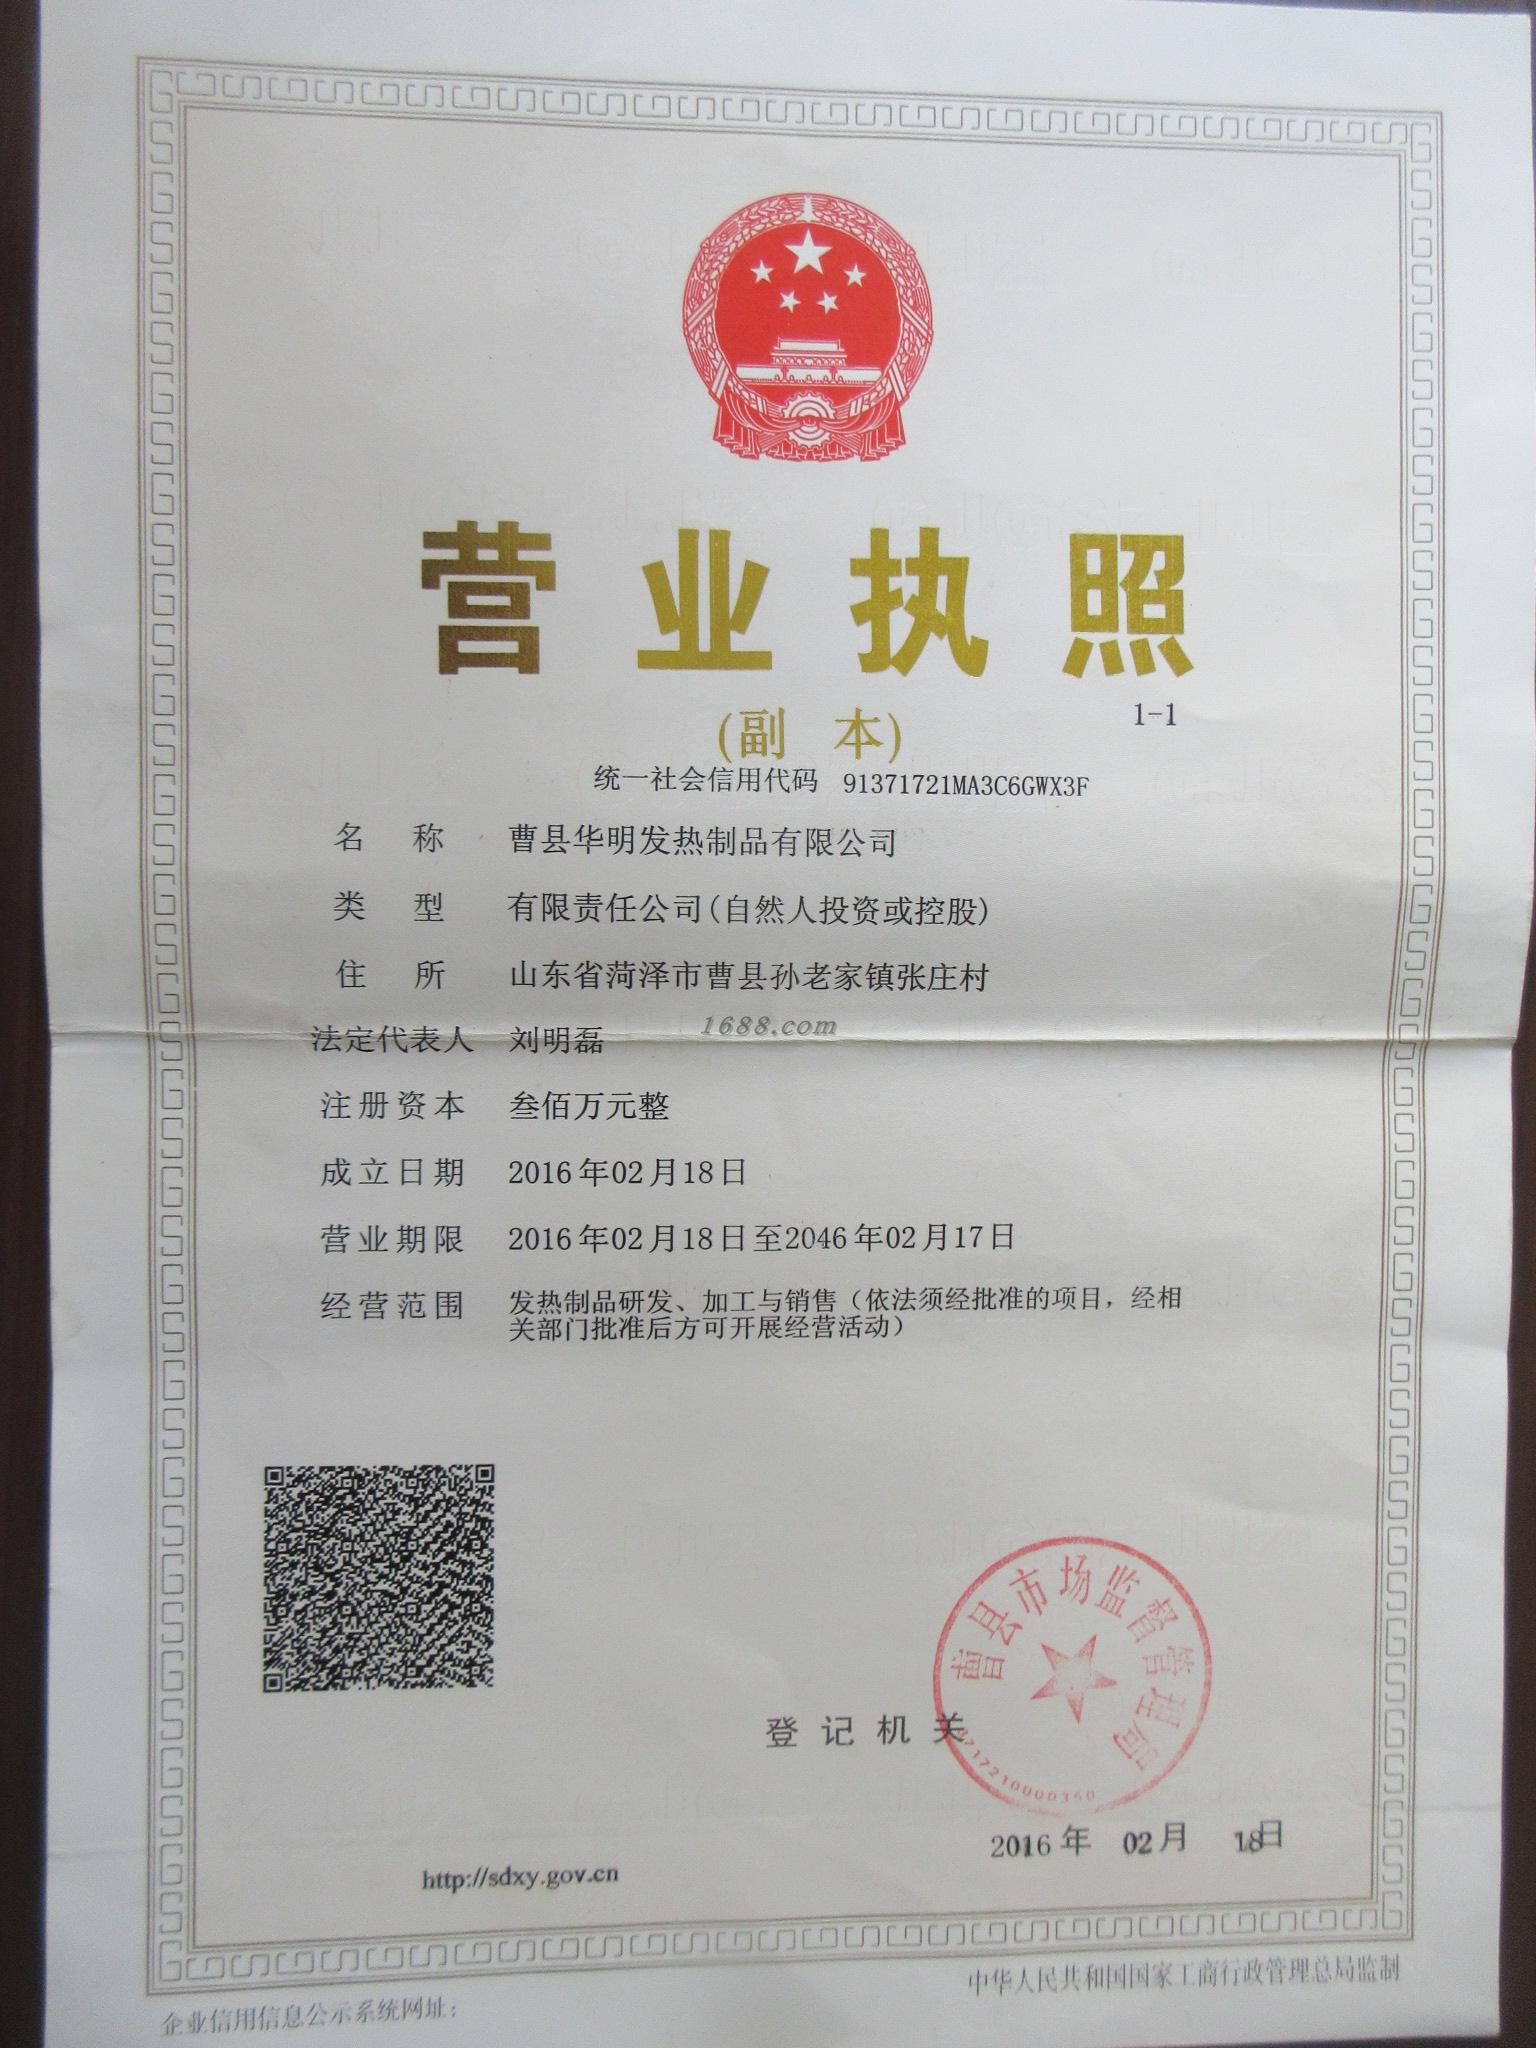 营业执照
(副 本)
1-1
统一社会信用代码 91371721MA3C6GWX3F
名 称 曹县华明发热制品有限公司
类 型 有限责任公司(自然人投资或控股)
住 所 山东省菏泽市曹县孙老家镇张庄村
1688.com
法定代表人 刘明磊
注册资本 叁佰万元整
成立日期 2016年02月18日
营业期限 2016年02月18日至2046年02月17日
经营范围 发热制品研发、加工与销售（依法须经批准的项目，经相
关部门批准后方可开展经营活动）
曹县市场监督管理局
3717210000350
登记机关
2016 年 02 月 18日
http://sdxy.gov.cn
企业信用信息公示系统网址：
中华人民共和国国家工商行政管理总局监制